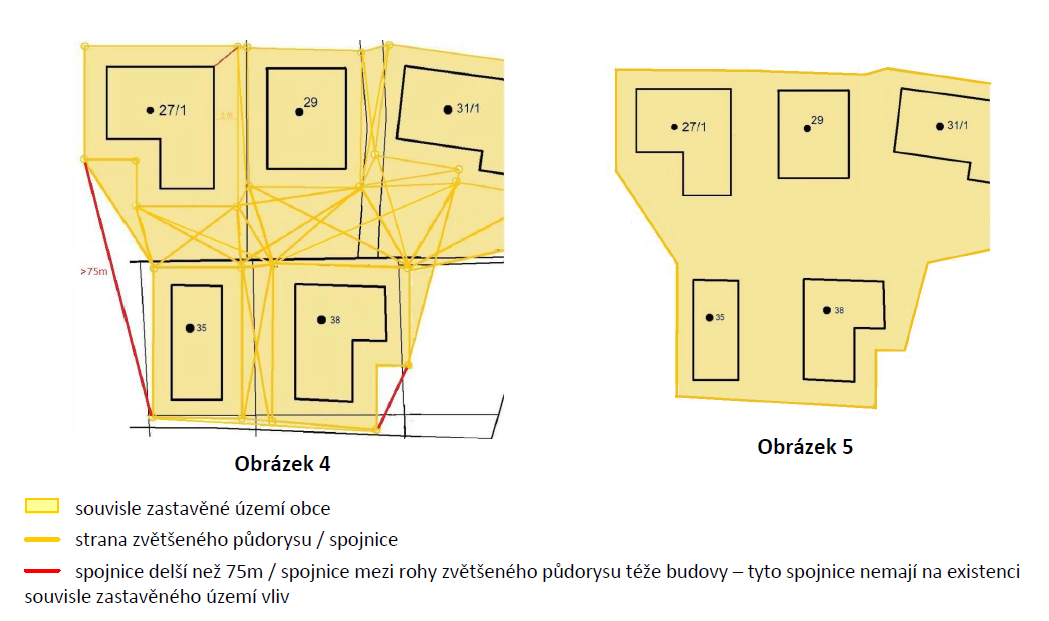 27/1
29
31/1
>75m
35
38
Obrázek 4
27/1
29
31/1
35
38
Obrázek 5
souvisle zastavěné území obce
strana zvětšeného půdorysu / spojnice
spojnice delší než 75m / spojnice mezi rohy zvětšeného půdorysu téže budovy – tyto spojnice nemají na existenci
souvisle zastavěného území vliv